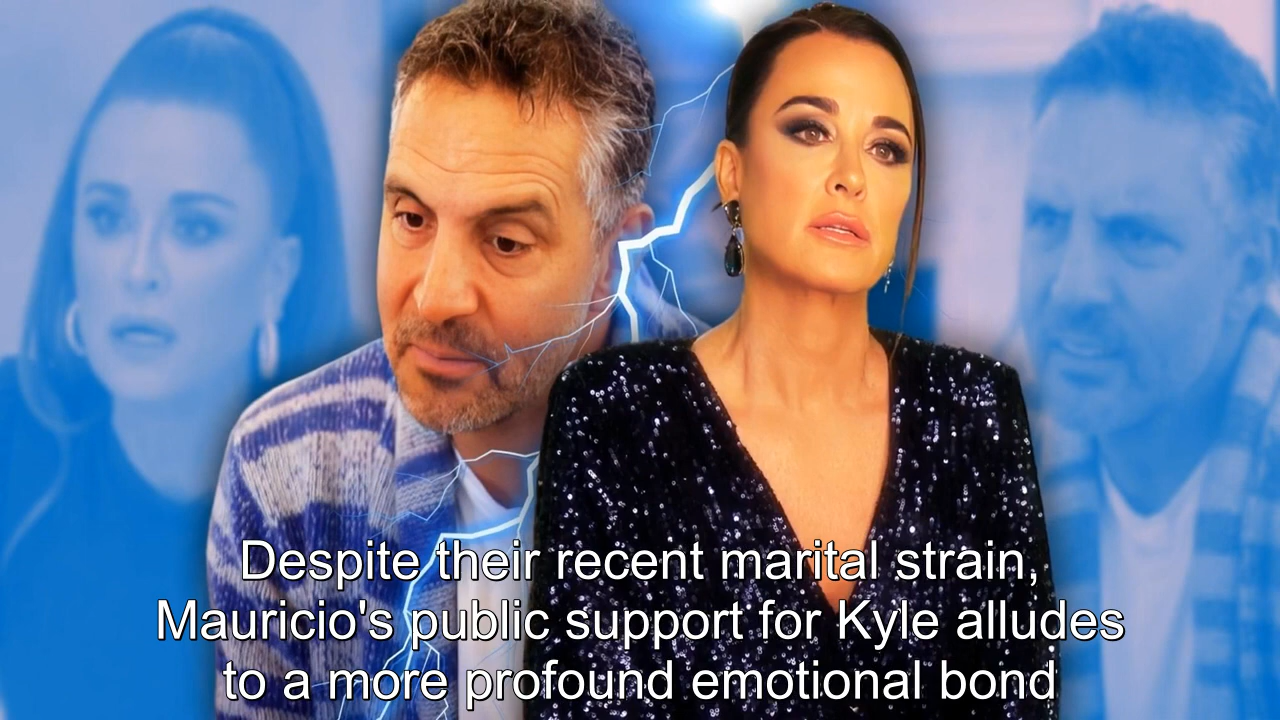 Despite their recent marital strain,
Mauricio's public support for Kyle alludes
to a more profound emotional bond